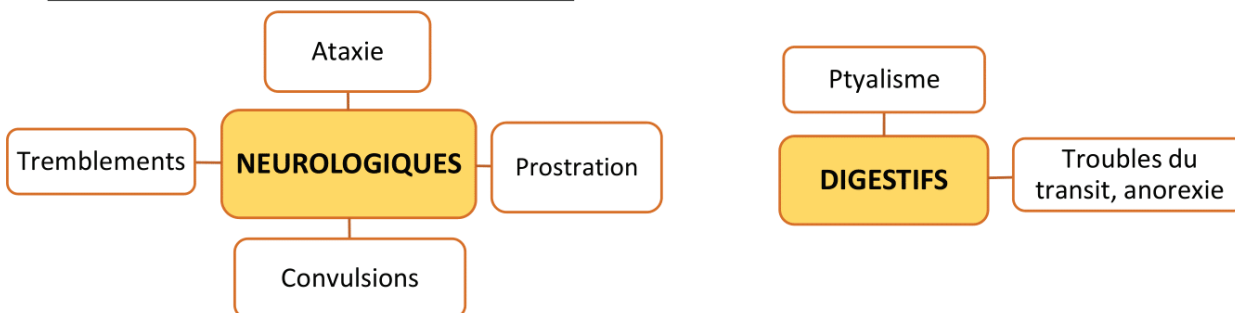 Ataxie
Tremblements
NEUROLOGIQUES
Prostration
Convulsions
Ptyalisme
DIGESTIFS
Troubles du
transit, anorexie